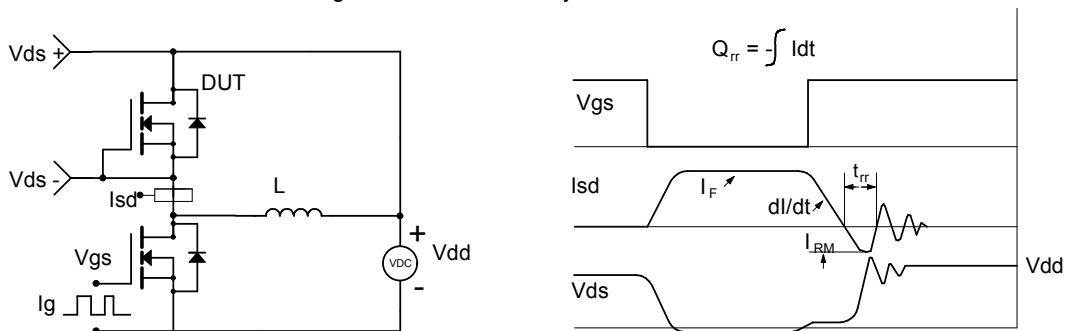 Vds +
DUT
Vds -
Isd
L
Vgs
+
VDC
Vdd
-
Ig
Qrr = -∫ Idt
Vgs
Isd
IF
dI/dt
trr
IRM
Vds
Vdd